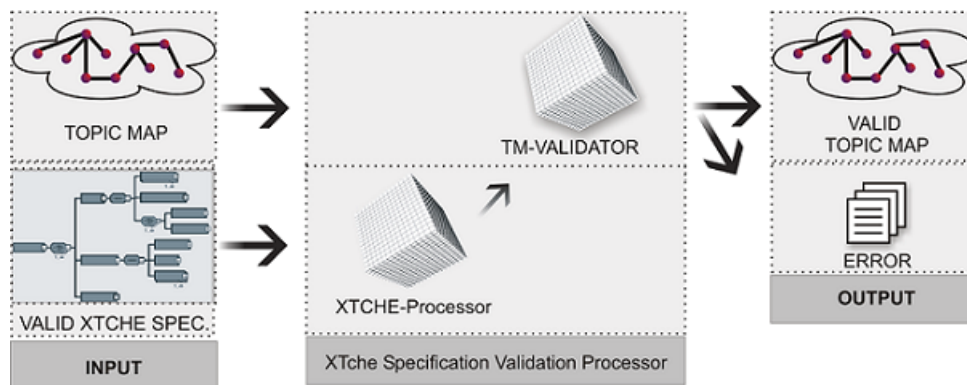 TOPIC MAP
VALID XTCHE SPEC.
INPUT
TM-VALIDATOR
XTCHE-Processor
XTche Specification Validation Processor
VALID
TOPIC MAP
ERROR
OUTPUT